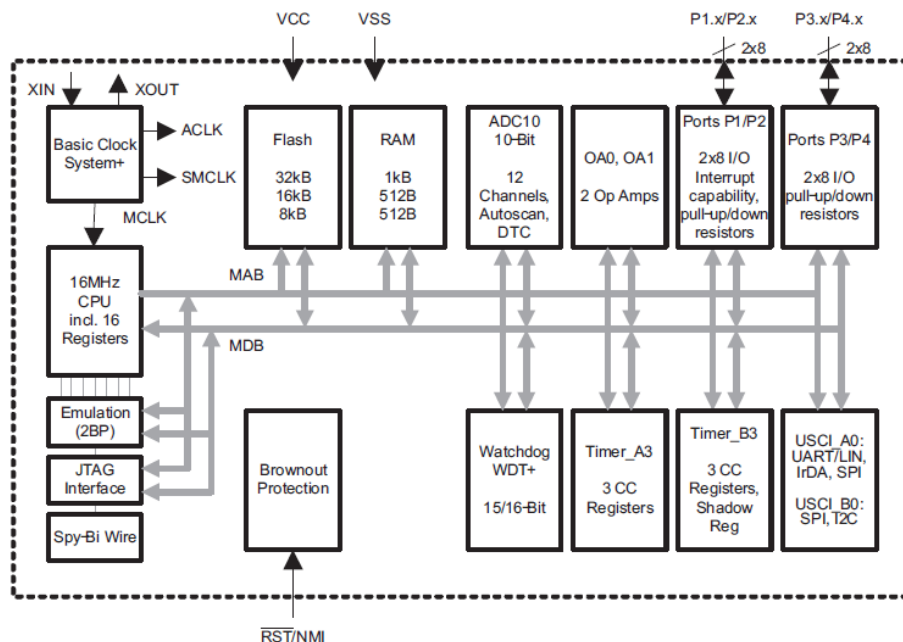 VCC
VSS
P1.x/P2.x
P3.x/P4.x
2x8
2x8
XIN
XOUT
Basic Clock
System+
ACLK
SMCLK
MCLK
Flash
32kB
16kB
8kB
RAM
1kB
512B
512B
ADC10
10-Bit
12
Channels,
Autoscan,
DTC
OA0, OA1
2 Op Amps
Ports P1/P2
2x8 I/O
Interrupt
capability,
pull-up/down
resistors
Ports P3/P4
2x8 I/O
pull-up/down
resistors
16MHz
CPU
incl. 16
Registers
MAB
MDB
Emulation
(2BP)
JTAG
Interface
Spy-Bi Wire
Brownout
Protection
RST/NMI
Watchdog
WDT+
15/16-Bit
Timer_A3
3 CC
Registers
Timer_B3
3 CC
Registers,
Shadow
Reg
USCI_A0:
UART/LIN,
IrDA, SPI
USCI_B0:
SPI, I2C